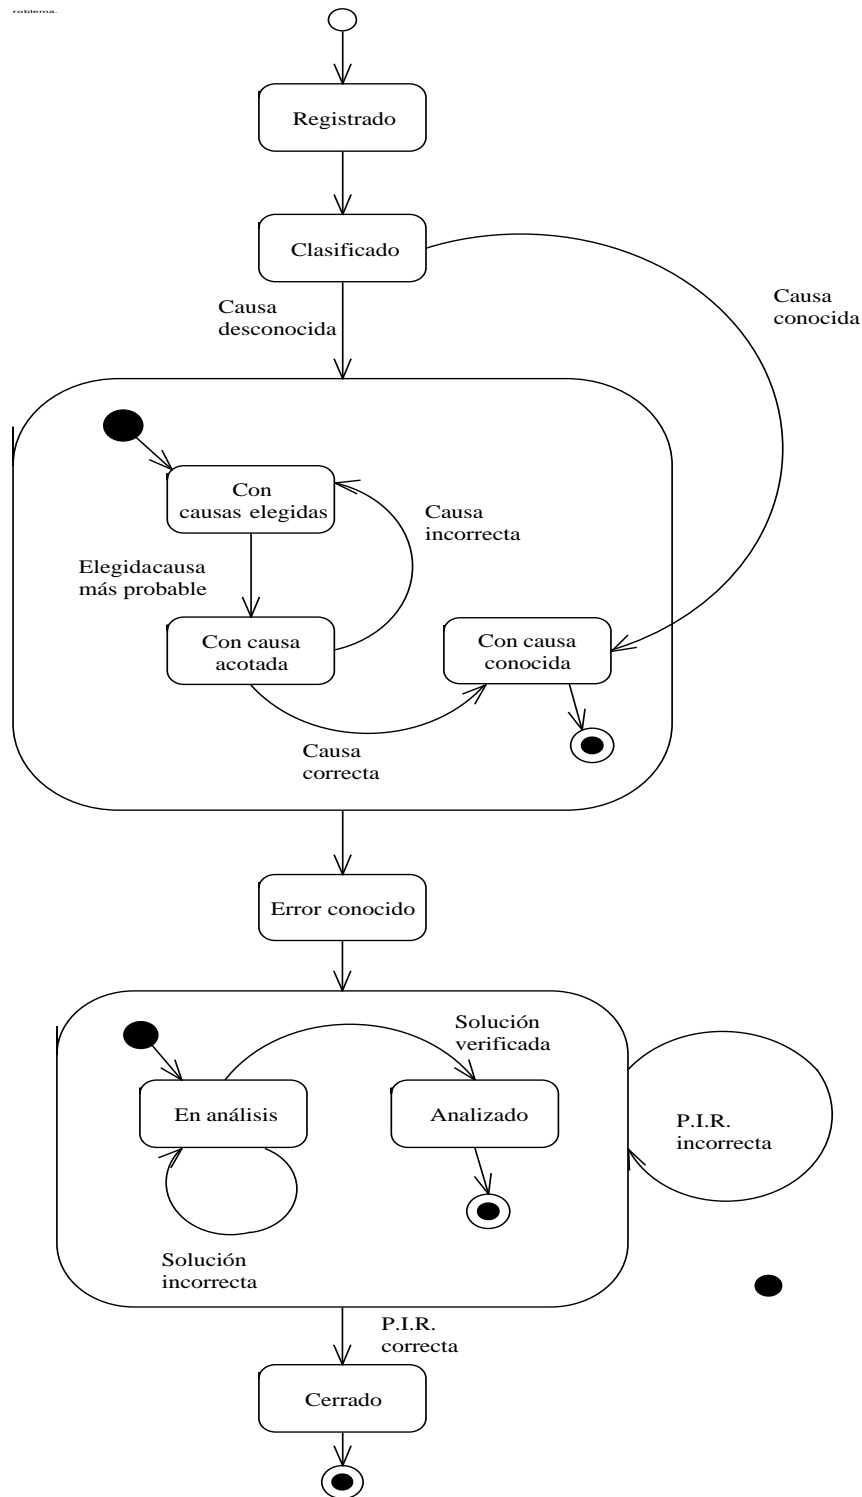 roblema.
Registrado
Clasificado
Causa
desconocida
Causa
conocida
Con
causas elegidas
Causa
incorrecta
Elegidacausa
más probable
Con causa
acotada
Con causa
conocida
Causa
correcta
Error conocido
Solución
verificada
En análisis
Analizado
P.I.R.
incorrecta
Solución
incorrecta
P.I.R.
correcta
Cerrado